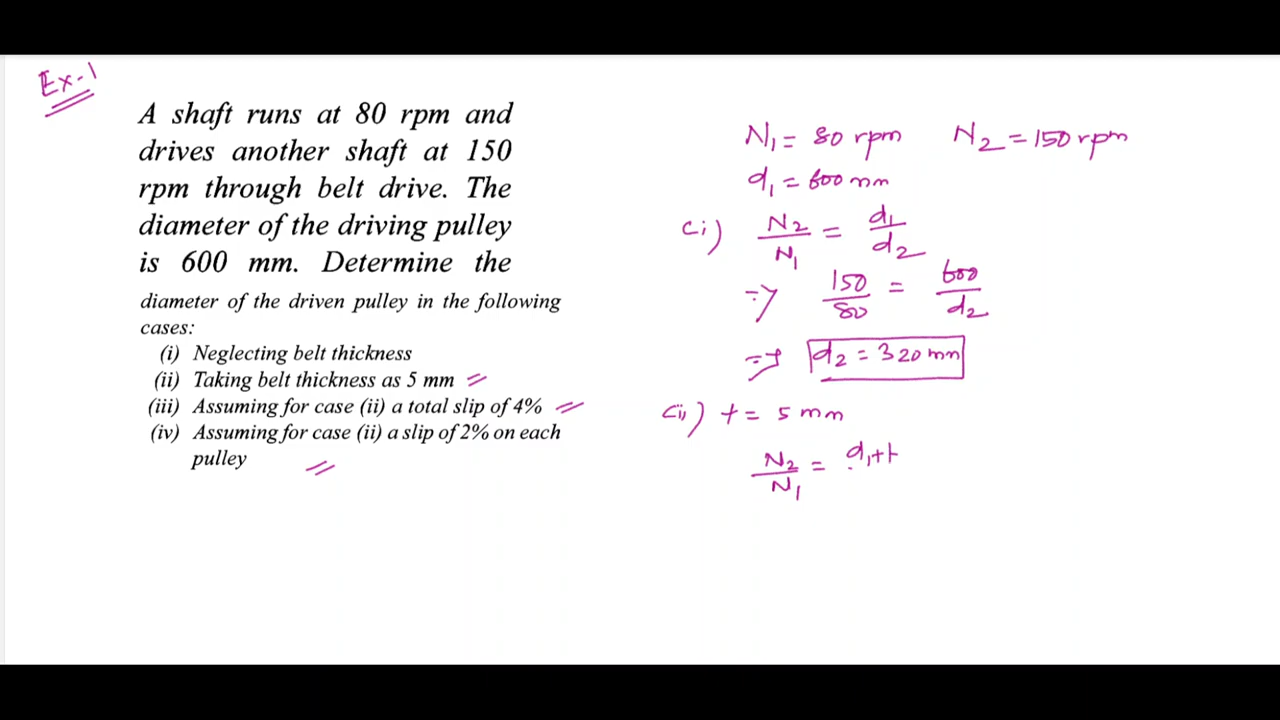 Ex-1
A shaft runs at 80 rpm and
drives another shaft at 150
rpm through belt drive. The
diameter of the driving pulley
is 600 mm. Determine the
diameter of the driven pulley in the following
cases:
(i) Neglecting belt thickness
(ii) Taking belt thickness as 5 mm
(iii) Assuming for case (ii) a total slip of 4%
(iv) Assuming for case (ii) a slip of 2% on each
pulley
N₁ = 80 rpm N₂ = 150 rpm
d₁ = 600 mm
(i) N₂/N₁ = d₁/d₂
⇒ 150/80 = 600/d₂
⇒ d₂ = 320 mm
(ii) t = 5 mm
N₂/N₁ = d₁+t